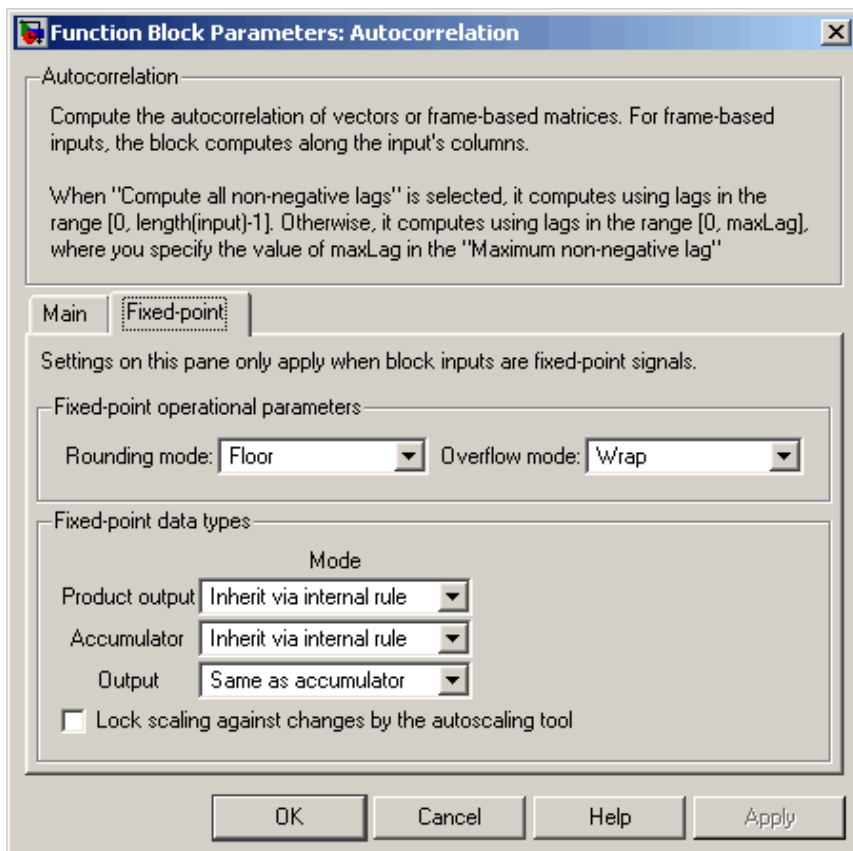 Function Block Parameters: Autocorrelation
Autocorrelation
Compute the autocorrelation of vectors or frame-based matrices. For frame-based
inputs, the block computes along the input's columns.
When "Compute all non-negative lags" is selected, it computes using lags in the
range [0, length(input)-1]. Otherwise, it computes using lags in the range [0, maxLag],
where you specify the value of maxLag in the "Maximum non-negative lag"
Main Fixed-point
Settings on this pane only apply when block inputs are fixed-point signals.
Fixed-point operational parameters
Rounding mode: Floor Overflow mode: Wrap
Fixed-point data types
Mode
Product output Inherit via internal rule
Accumulator Inherit via internal rule
Output Same as accumulator
Lock scaling against changes by the autoscaling tool
OK Cancel Help Apply